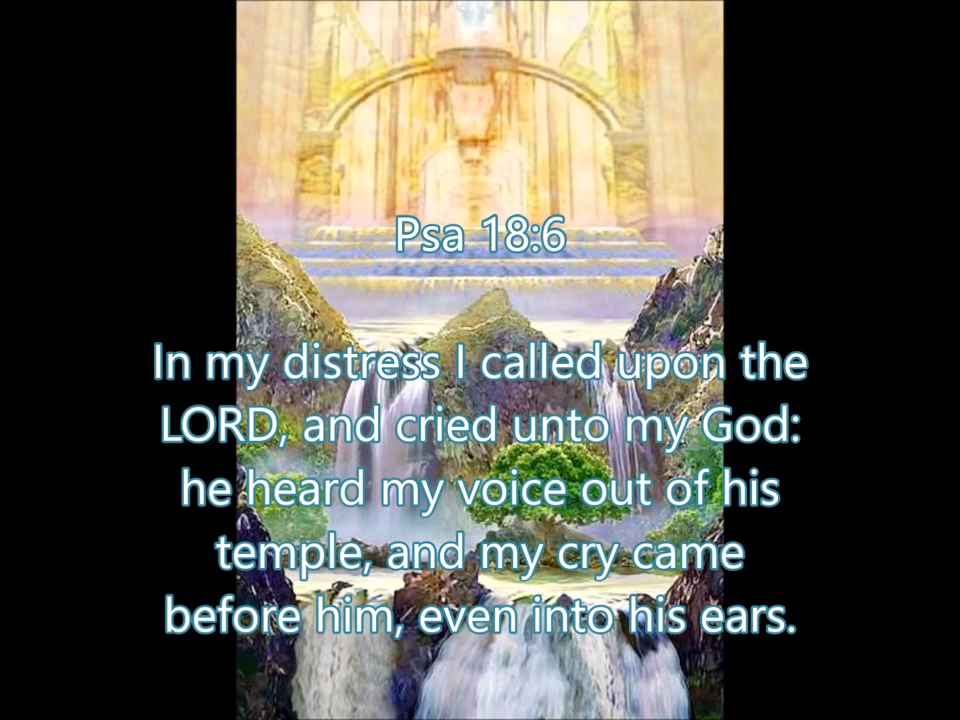 Psa 18:6
In my distress I called upon the
LORD, and cried unto my God:
he heard my voice out of his
temple, and my cry came
before him, even into his ears.